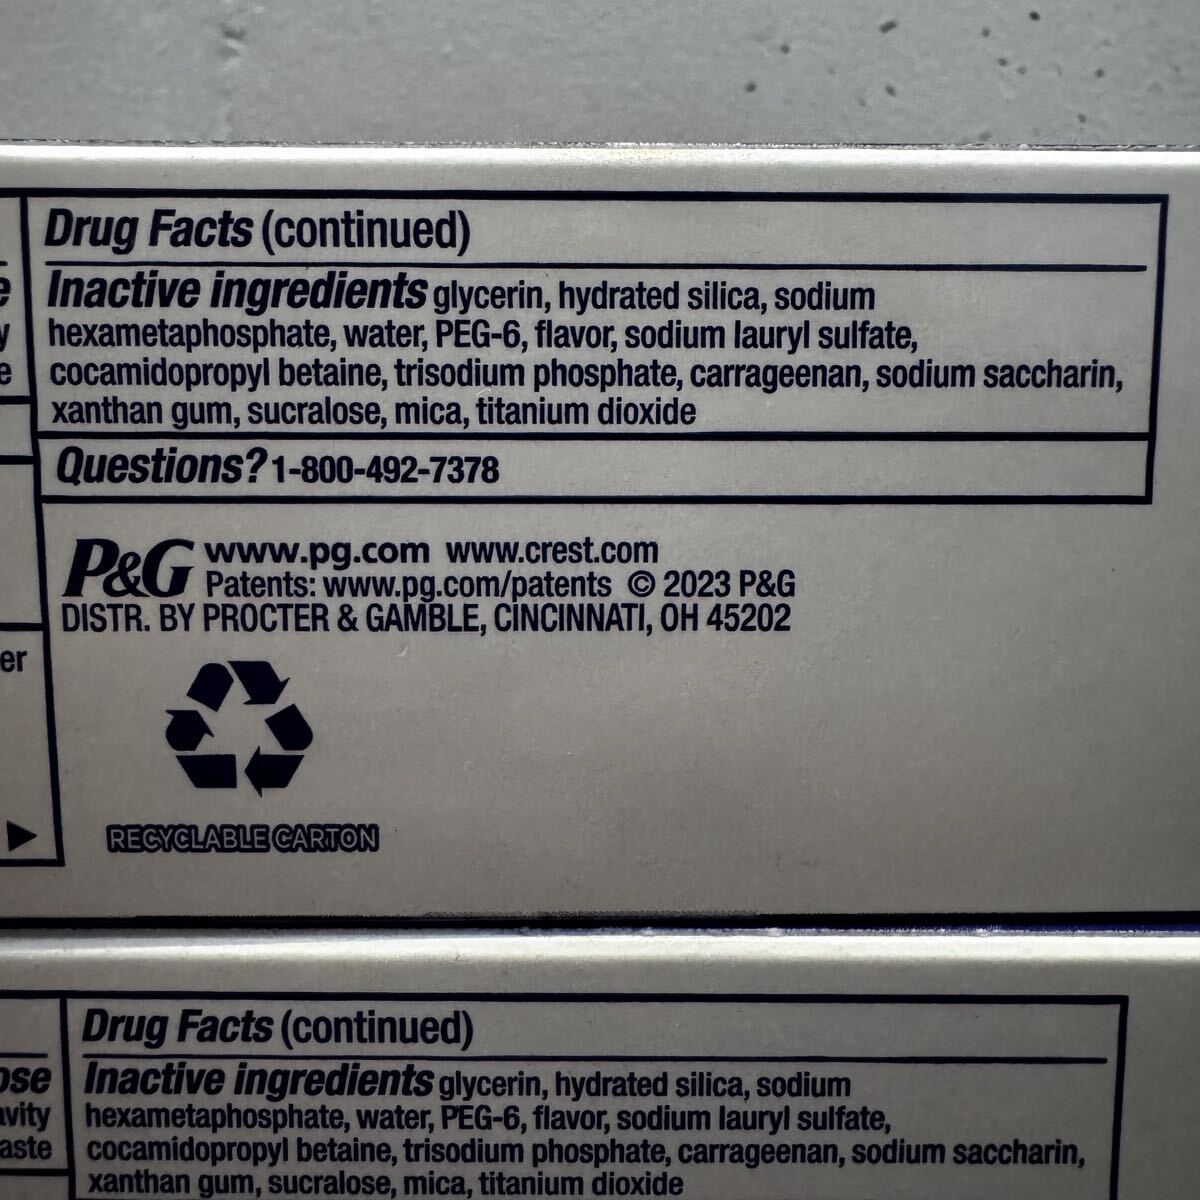 Drug Facts (continued)
Inactive ingredients glycerin, hydrated silica, sodium
hexametaphosphate, water, PEG-6, flavor, sodium lauryl sulfate,
cocamidopropyl betaine, trisodium phosphate, carrageenan, sodium saccharin,
xanthan gum, sucralose, mica, titanium dioxide
Questions? 1-800-492-7378
P&G www.pg.com www.crest.com
Patents: www.pg.com/patents © 2023 P&G
DISTR. BY PROCTER & GAMBLE, CINCINNATI, OH 45202
er
RECYCLABLE CARTON
Drug Facts (continued)
ose
Inactive ingredients glycerin, hydrated silica, sodium
avity
hexametaphosphate, water, PEG-6, flavor, sodium lauryl sulfate,
aste
cocamidopropyl betaine, trisodium phosphate, carrageenan, sodium saccharin,
xanthan gum, sucralose, mica, titanium dioxide